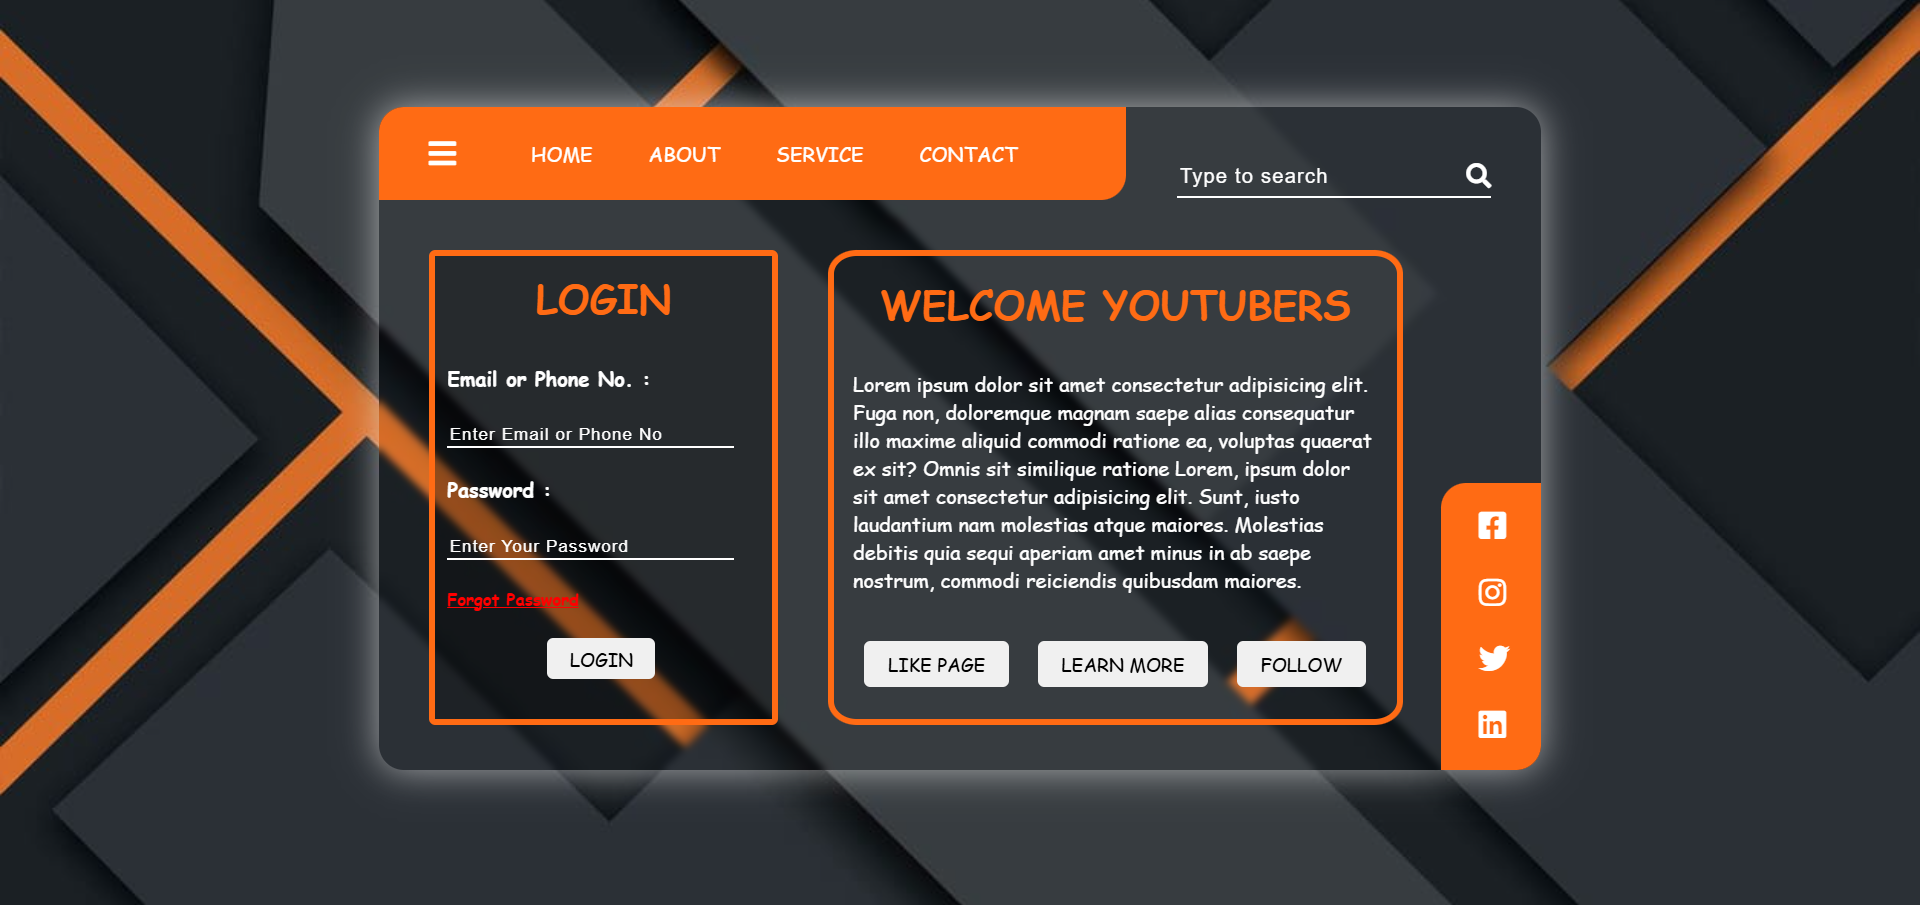 HOME ABOUT SERVICE CONTACT
Type to search
LOGIN
Email or Phone No. :
Enter Email or Phone No
Password :
Enter Your Password
Forgot Password
LOGIN
WELCOME YOUTUBERS
Lorem ipsum dolor sit amet consectetur adipisicing elit.
Fuga non, doloremque magnam saepe alias consequatur
illo maxime aliquid commodi ratione ea, voluptas quaerat
ex sit? Omnis sit similique ratione Lorem, ipsum dolor
sit amet consectetur adipisicing elit. Sunt, iusto
laudantium nam molestias atque maiores. Molestias
debitis quia sequi aperiam amet minus in ab saepe
nostrum, commodi reiciendis quibusdam maiores.
LIKE PAGE LEARN MORE FOLLOW